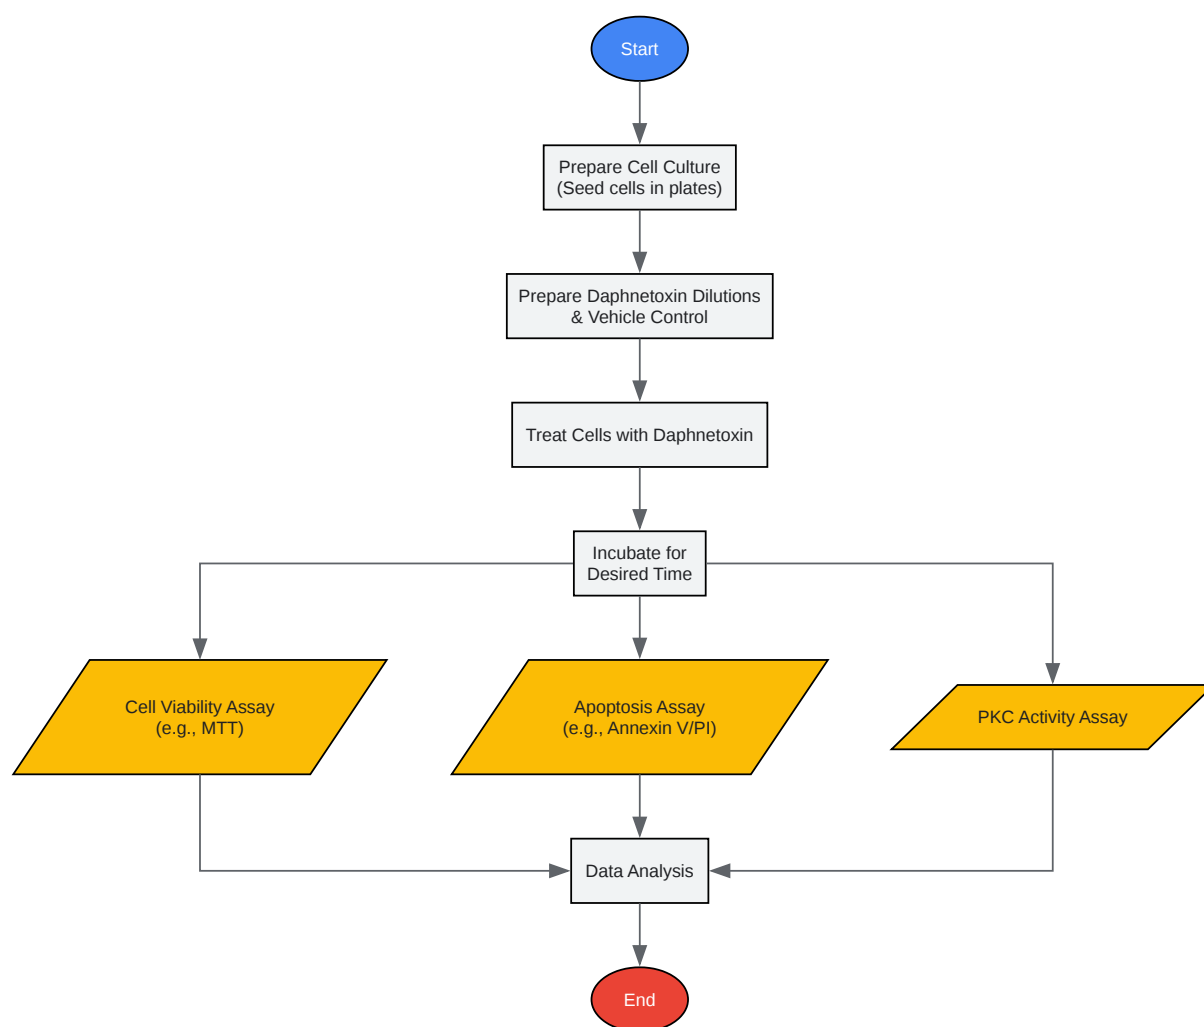 Start
Prepare Cell Culture
(Seed cells in plates)
Prepare Daphnetoxin Dilutions
& Vehicle Control
Treat Cells with Daphnetoxin
Incubate for
Desired Time
Cell Viability Assay
(e.g., MTT)
Apoptosis Assay
(e.g., Annexin V/PI)
PKC Activity Assay
Data Analysis
End